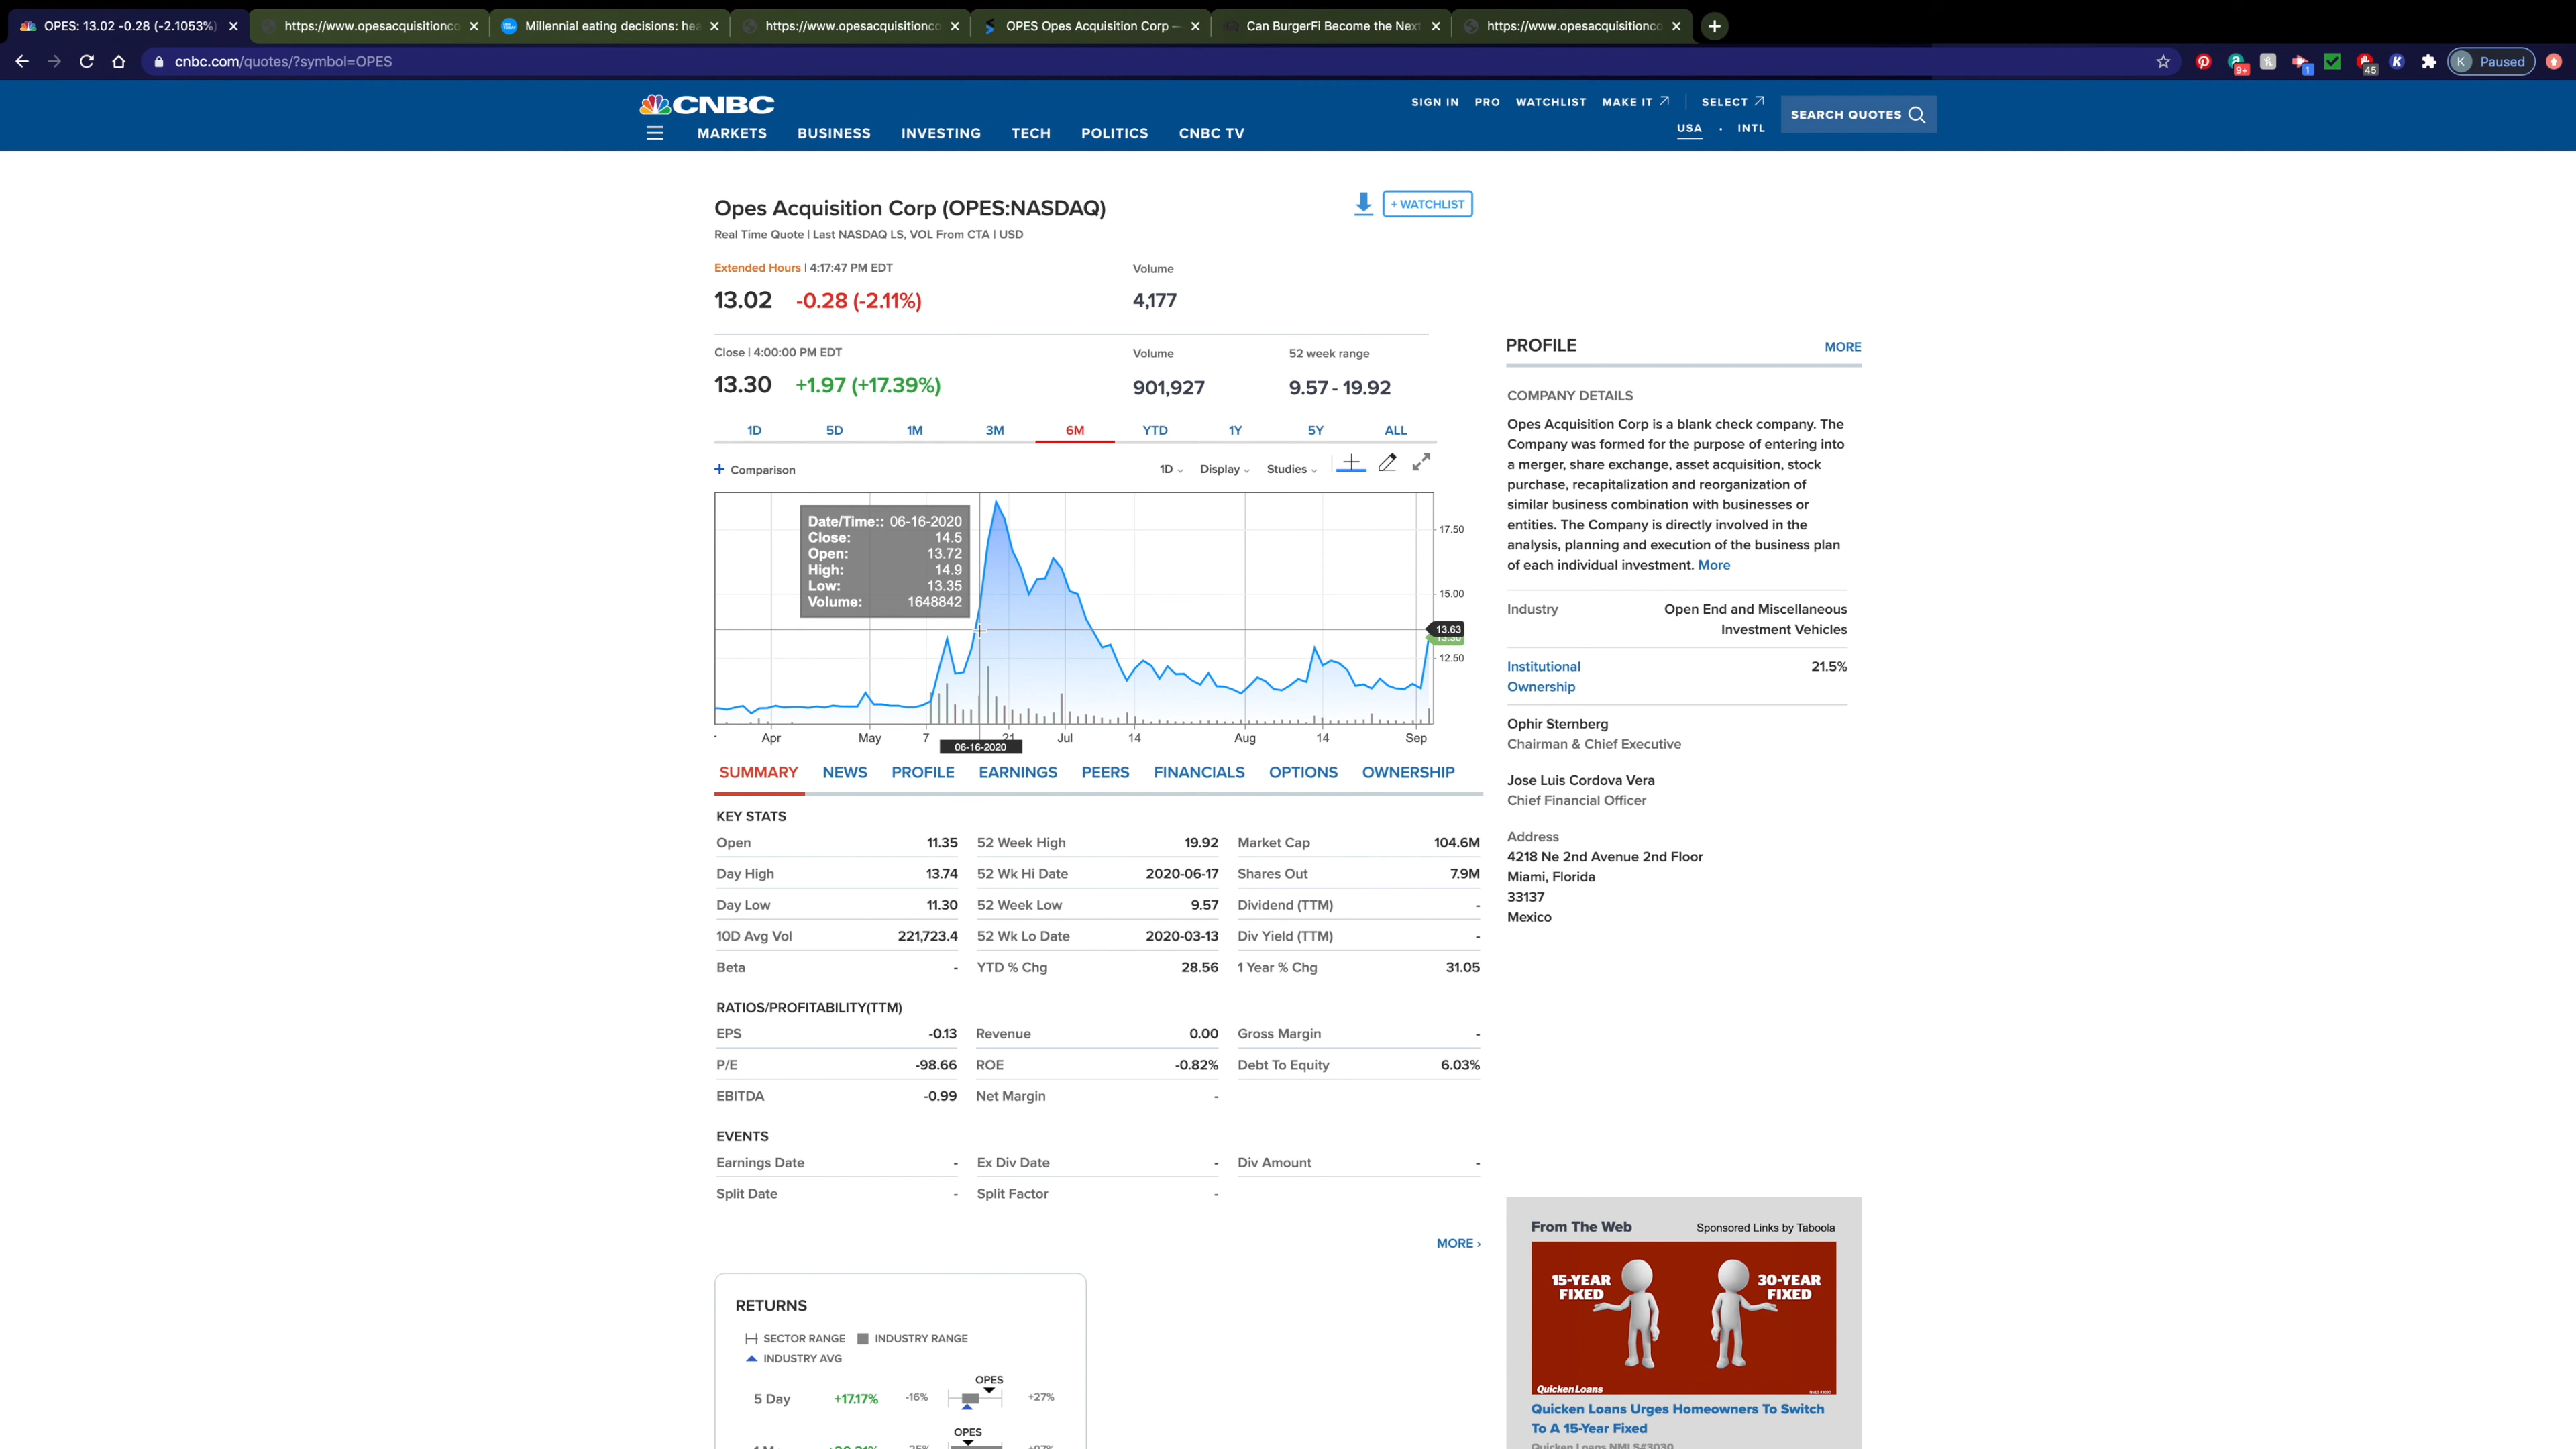 OPES: 13.02 -0.28 (-2.1053%)
https://www.opesacquisitionco
Millennial eating decisions: hea
https://www.opesacquisitionco
OPES Opes Acquisition Corp —
Can BurgerFi Become the Next
https://www.opesacquisitionco
cnbc.com/quotes/?symbol=OPES
9+
1
45
K
K Paused
CNBC
SIGN IN PRO WATCHLIST MAKE IT SELECT
USA · INTL
SEARCH QUOTES
MARKETS BUSINESS INVESTING TECH POLITICS CNBC TV
Opes Acquisition Corp (OPES:NASDAQ)
+ WATCHLIST
Real Time Quote | Last NASDAQ LS, VOL From CTA | USD
Extended Hours | 4:17:47 PM EDT
Volume
13.02 -0.28 (-2.11%)
4,177
Close | 4:00:00 PM EDT
Volume
52 week range
13.30 +1.97 (+17.39%)
901,927
9.57 - 19.92
1D 5D 1M 3M 6M YTD 1Y 5Y ALL
+ Comparison
1D Display Studies
Date/Time:: 06-16-2020
Close: 14.5
Open: 13.72
High: 14.9
Low: 13.35
Volume: 1648842
17.50
15.00
13.63
13.30
12.50
Apr May 7 21 Jul 14 Aug 14 Sep
06-16-2020
SUMMARY NEWS PROFILE EARNINGS PEERS FINANCIALS OPTIONS OWNERSHIP
KEY STATS
Open 11.35 52 Week High 19.92 Market Cap 104.6M
Day High 13.74 52 Wk Hi Date 2020-06-17 Shares Out 7.9M
Day Low 11.30 52 Week Low 9.57 Dividend (TTM) -
10D Avg Vol 221,723.4 52 Wk Lo Date 2020-03-13 Div Yield (TTM) -
Beta - YTD % Chg 28.56 1 Year % Chg 31.05
RATIOS/PROFITABILITY(TTM)
EPS -0.13 Revenue 0.00 Gross Margin -
P/E -98.66 ROE -0.82% Debt To Equity 6.03%
EBITDA -0.99 Net Margin -
EVENTS
Earnings Date - Ex Div Date - Div Amount -
Split Date - Split Factor -
MORE ›
RETURNS
SECTOR RANGE INDUSTRY RANGE
INDUSTRY AVG
OPES
5 Day +17.17% -16% +27%
OPES
PROFILE MORE
COMPANY DETAILS
Opes Acquisition Corp is a blank check company. The
Company was formed for the purpose of entering into
a merger, share exchange, asset acquisition, stock
purchase, recapitalization and reorganization of
similar business combination with businesses or
entities. The Company is directly involved in the
analysis, planning and execution of the business plan
of each individual investment. More
Industry Open End and Miscellaneous
Investment Vehicles
Institutional 21.5%
Ownership
Ophir Sternberg
Chairman & Chief Executive
Jose Luis Cordova Vera
Chief Financial Officer
Address
4218 Ne 2nd Avenue 2nd Floor
Miami, Florida
33137
Mexico
From The Web Sponsored Links by Taboola
15-YEAR
FIXED
30-YEAR
FIXED
Quicken Loans
Quicken Loans Urges Homeowners To Switch
To A 15-Year Fixed
Quicken Loans NMLS#3030